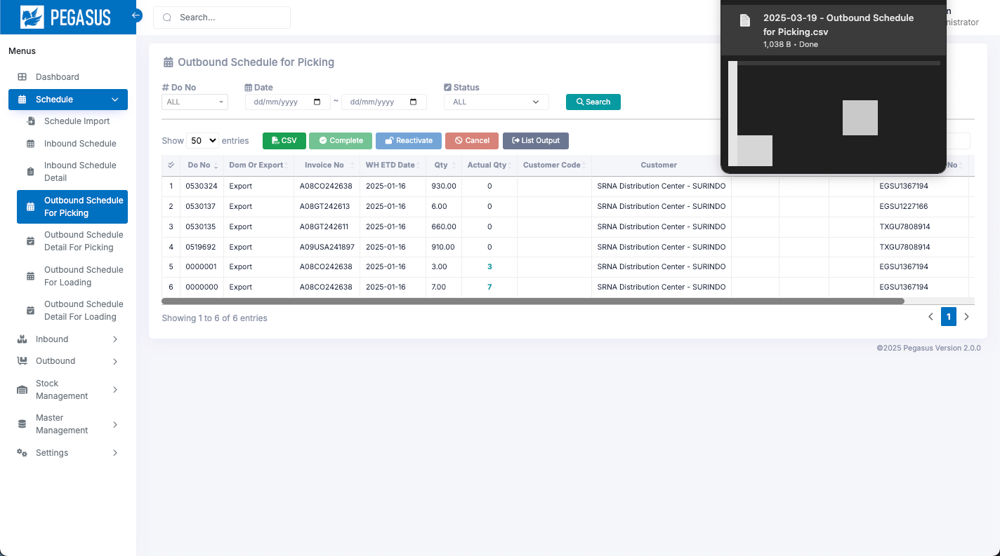 PEGASUS
Search...
2025-03-19 - Outbound Schedule
for Picking.csv
1,038 B • Done
n
nistrator
Menus
Dashboard
Schedule
Schedule Import
Inbound Schedule
Inbound Schedule
Detail
Outbound Schedule
For Picking
Outbound Schedule
Detail For Picking
Outbound Schedule
For Loading
Outbound Schedule
Detail For Loading
Inbound
Outbound
Stock
Management
Master
Management
Settings
Outbound Schedule for Picking
# Do No Date Status
ALL dd/mm/yyyy ~ dd/mm/yyyy ALL Search
Show 50 entries CSV Complete Reactivate Cancel List Output
Do No Dom Or Export Invoice No WH ETD Date Qty Actual Qty Customer Code Customer No
1 0530324 Export A08CO242638 2025-01-16 930.00 0 SRNA Distribution Center - SURINDO EGSU1367194
2 0530137 Export A08GT242613 2025-01-16 6.00 0 SRNA Distribution Center - SURINDO EGSU1227166
3 0530135 Export A08GT242611 2025-01-16 660.00 0 SRNA Distribution Center - SURINDO TXGU7808914
4 0519692 Export A09USA241897 2025-01-16 910.00 0 SRNA Distribution Center - SURINDO TXGU7808914
5 0000001 Export A08CO242638 2025-01-16 3.00 3 SRNA Distribution Center - SURINDO EGSU1367194
6 0000000 Export A08CO242638 2025-01-16 7.00 7 SRNA Distribution Center - SURINDO EGSU1367194
Showing 1 to 6 of 6 entries
1
©2025 Pegasus Version 2.0.0